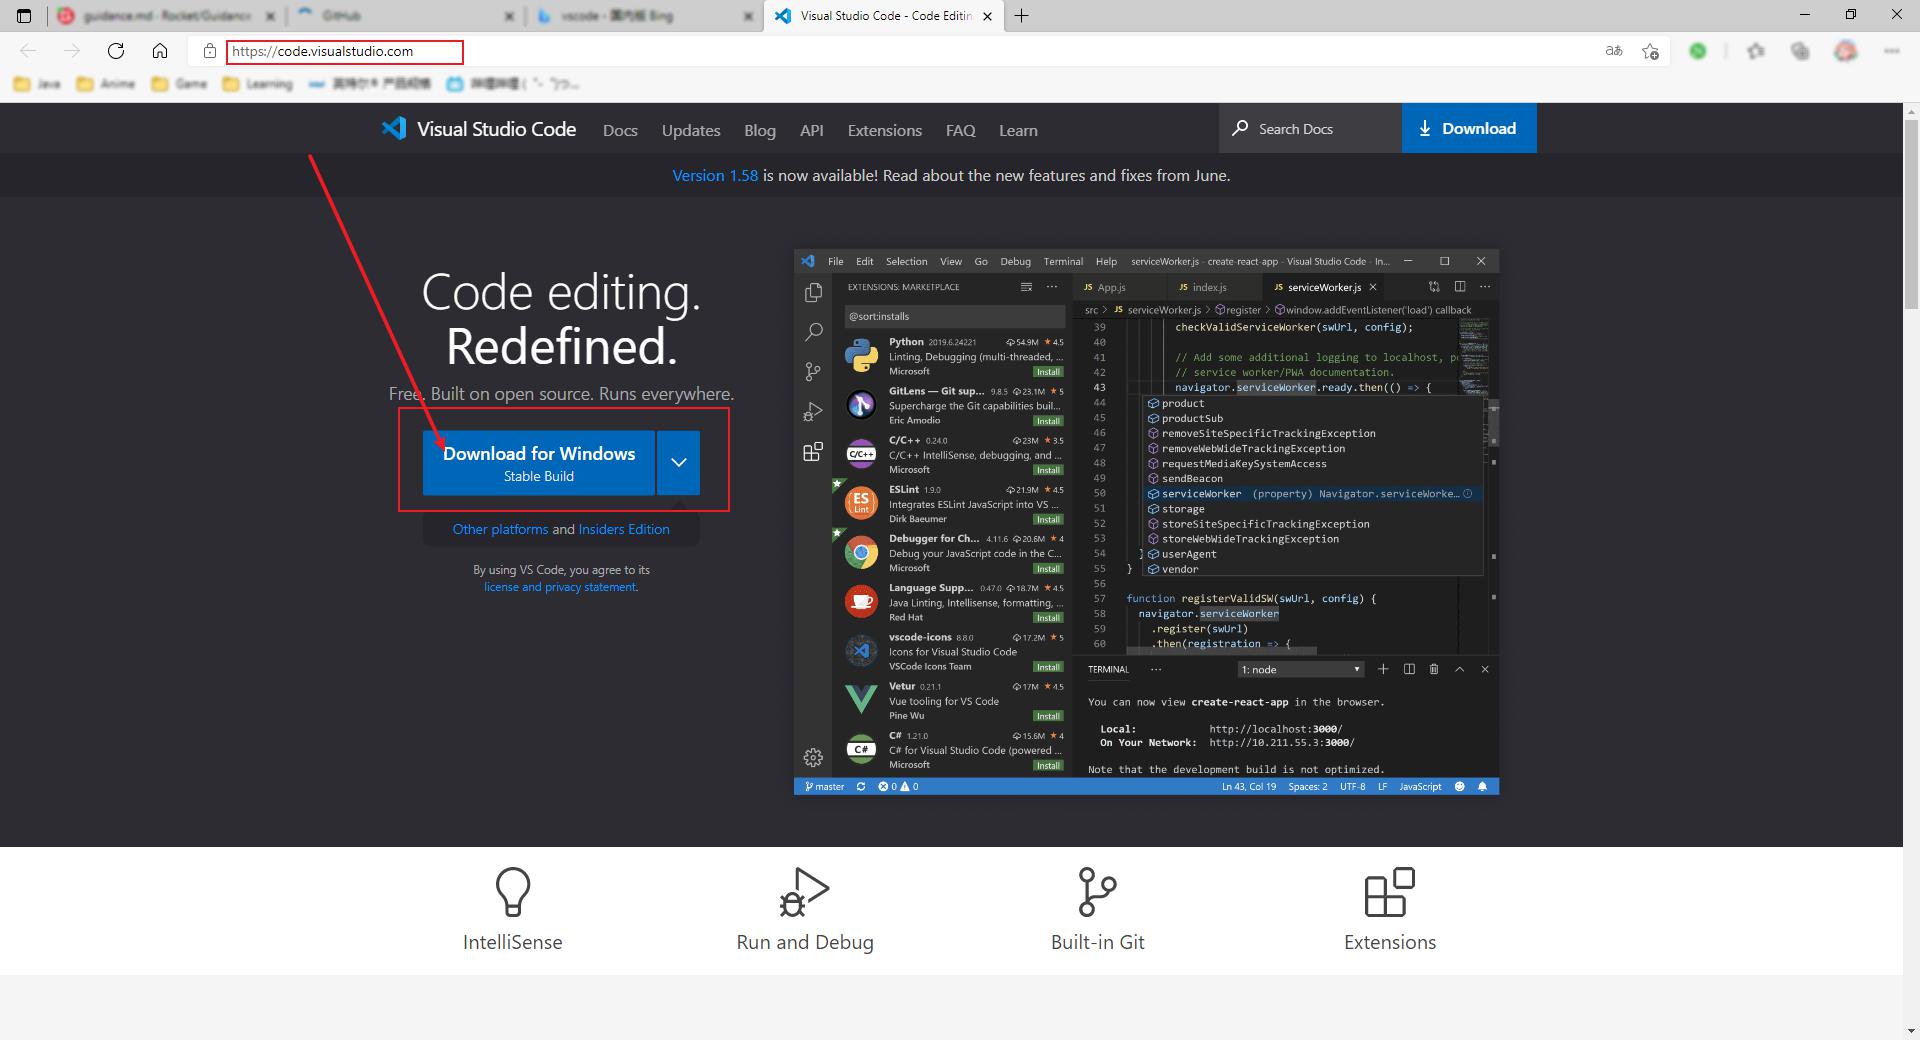 guidance.md - Rocket/Guidance
GitHub
vscode - 国内版 Bing
Visual Studio Code - Code Editin
https://code.visualstudio.com
Java
Anime
Game
Learning
Visual Studio Code
Docs
Updates
Blog
API
Extensions
FAQ
Learn
Search Docs
Download
Version 1.58 is now available! Read about the new features and fixes from June.
Code editing.
Redefined.
Free. Built on open source. Runs everywhere.
Download for Windows
Stable Build
Other platforms and Insiders Edition
By using VS Code, you agree to its
license and privacy statement.
File Edit Selection View Go Debug Terminal Help serviceWorker.js - create-react-app - Visual Studio Code - In...
EXTENSIONS: MARKETPLACE
@sort:installs
Python 2019.6.24221 54.9M 4.5
Linting, Debugging (multi-threaded, ...
Microsoft Install
GitLens — Git sup... 9.8.5 23.1M 5
Supercharge the Git capabilities buil...
Eric Amodio Install
C/C++ 0.24.0 23M 3.5
C/C++ IntelliSense, debugging, and ...
Microsoft Install
ESLint 1.9.0 21.9M 4.5
Integrates ESLint JavaScript into VS ...
Dirk Baeumer Install
Debugger for Ch... 4.11.6 20.6M 4
Debug your JavaScript code in the C...
Microsoft Install
Language Supp... 0.47.0 18.7M 4.5
Java Linting, Intellisense, formatting, ...
Red Hat Install
vscode-icons 8.8.0 17.2M 5
Icons for Visual Studio Code
VSCode Icons Team Install
Vetur 0.21.1 17M 4.5
Vue tooling for VS Code
Pine Wu Install
C# 1.21.0 15.6M 4
C# for Visual Studio Code (powered ...
Microsoft Install
JS App.js
JS index.js
JS serviceWorker.js
src > JS serviceWorker.js > register > window.addEventListener('load') callback
39 checkValidServiceWorker(swUrl, config);
40
41 // Add some additional logging to localhost, p
42 // service worker/PWA documentation.
43 navigator.serviceWorker.ready.then(() => {
44 product
45 productSub
46 removeSiteSpecificTrackingException
47 removeWebWideTrackingException
48 requestMediaKeySystemAccess
49 sendBeacon
50 serviceWorker (property) Navigator.serviceWorke...
51 storage
52 storeSiteSpecificTrackingException
53 storeWebWideTrackingException
54 } userAgent
55 } vendor
56
57 function registerValidSW(swUrl, config) {
58 navigator.serviceWorker
59 .register(swUrl)
60 .then(registration => {
TERMINAL ... 1: node
You can now view create-react-app in the browser.
Local: http://localhost:3000/
On Your Network: http://10.211.55.3:3000/
Note that the development build is not optimized.
master 0 0 Ln 43, Col 19 Spaces: 2 UTF-8 LF JavaScript
IntelliSense
Run and Debug
Built-in Git
Extensions